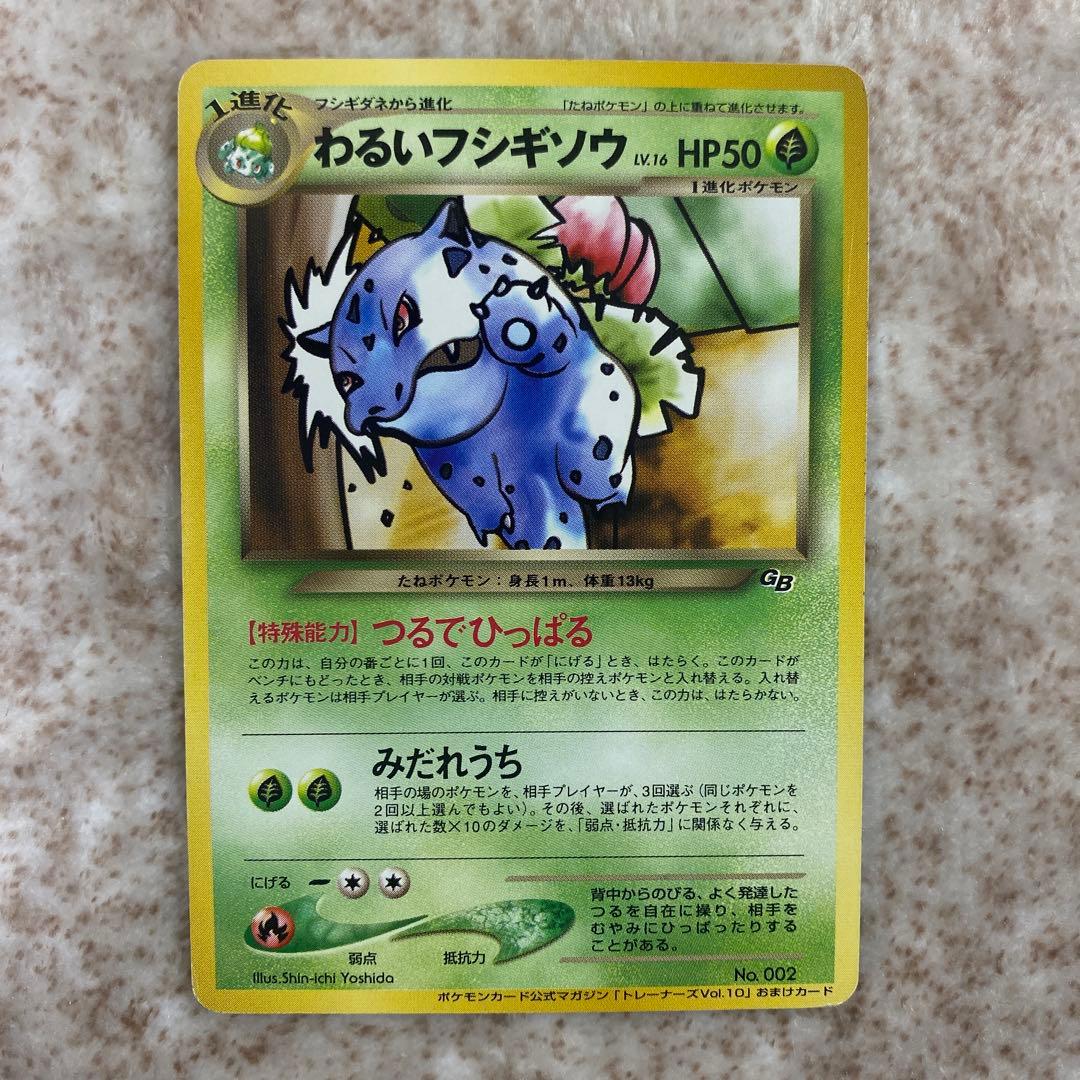 1進化
フシギダネから進化
「たねポケモン」の上に重ねて進化させます。
わるいフシギソウ LV.16 HP50
1進化ポケモン
たねポケモン：身長1m、体重13kg
GB
【特殊能力】つるでひっぱる
この力は、自分の番ごとに1回、このカードが「にげる」とき、はたらく。このカードが
ベンチにもどったとき、相手の対戦ポケモンを相手の控えポケモンと入れ替える。入れ替
えるポケモンは相手プレイヤーが選ぶ。相手に控えがいないとき、この力は、はたらかない。
みだれうち
相手の場のポケモンを、相手プレイヤーが、3回選ぶ（同じポケモンを
2回以上選んでもよい）。その後、選ばれたポケモンそれぞれに、
選ばれた数×10のダメージを、「弱点・抵抗力」に関係なく与える。
にげる
弱点
抵抗力
背中からのびる、よく発達した
つるを自在に操り、相手を
むやみにひっぱったりする
ことがある。
Illus.Shin-ichi Yoshida
No. 002
ポケモンカード公式マガジン「トレーナーズVol.10」おまけカード